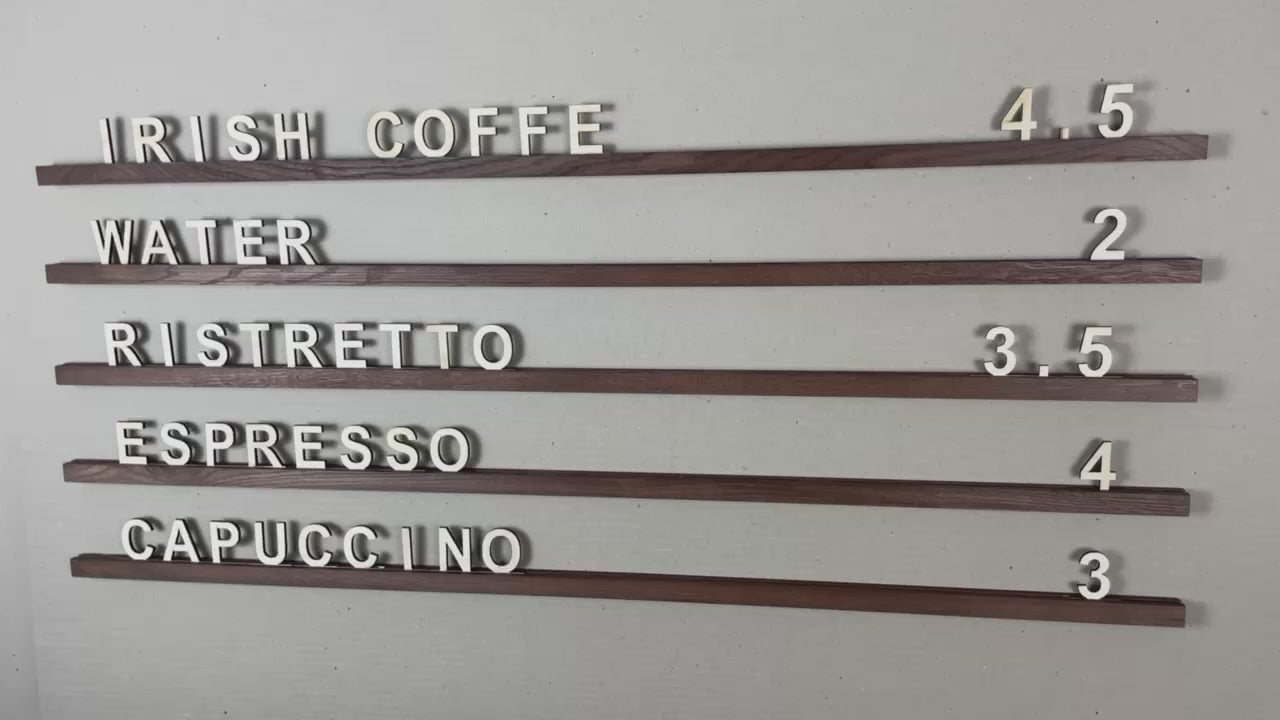 IRISH COFFE 4.5
WATER 2
RISTRETTO 3.5
ESPRESSO 4
CAPUCCINO 3